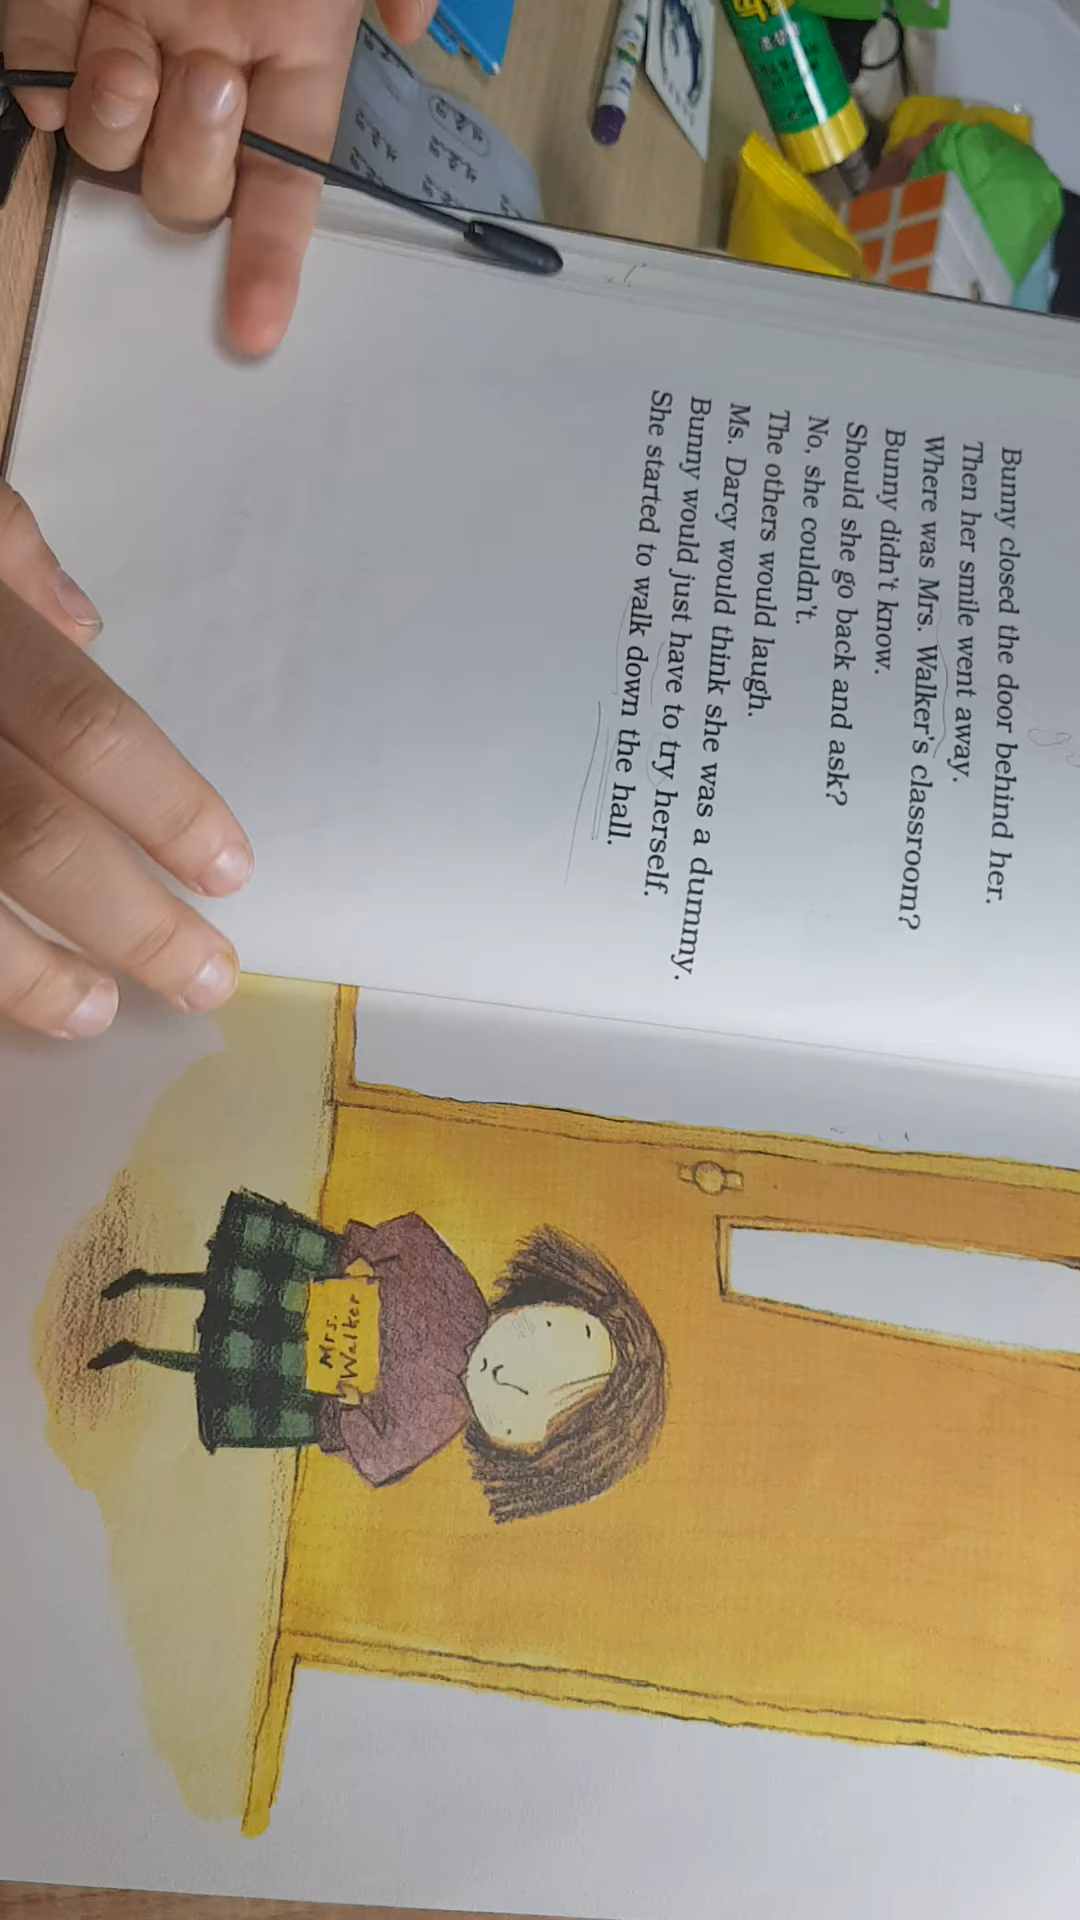 Bunny closed the door behind her.
Then her smile went away.
Where was Mrs. Walker's classroom?
Bunny didn't know.
Should she go back and ask?
No, she couldn't.
The others would laugh.
Ms. Darcy would think she was a dummy.
Bunny would just have to try herself.
She started to walk down the hall.
Mrs.
Walker